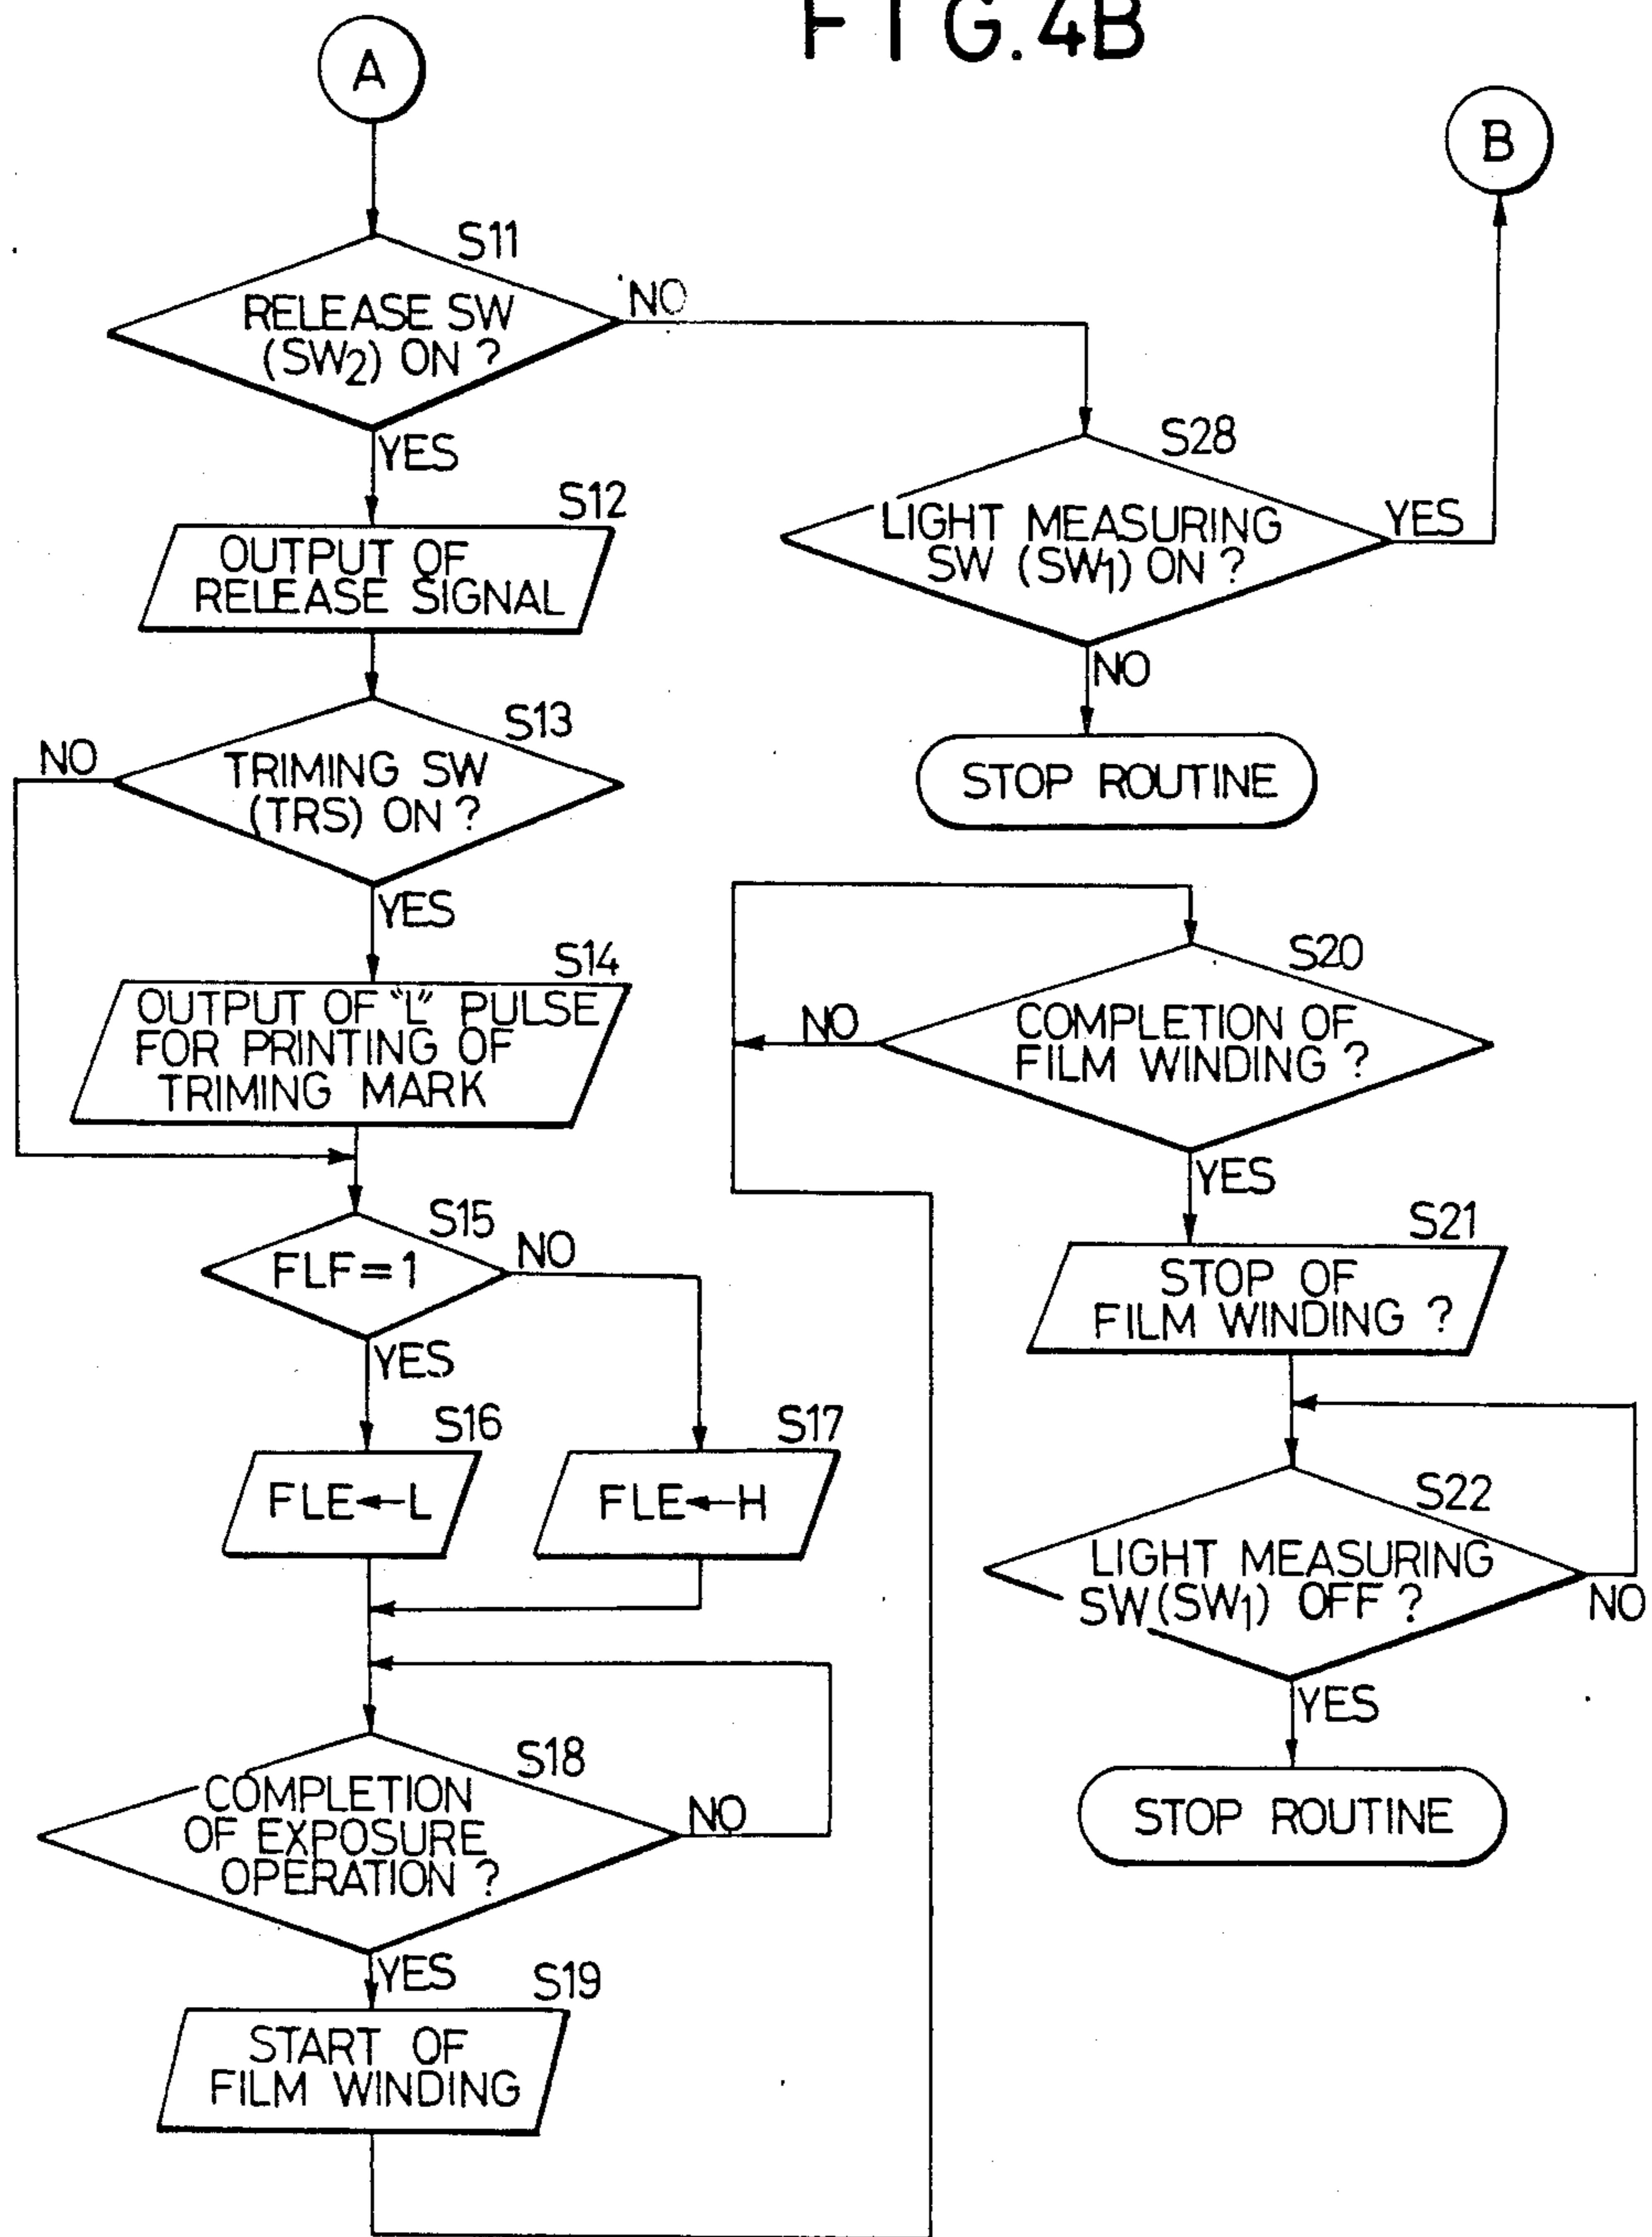 FIG.4B
A
B
S11
RELEASE SW
(SW2) ON ?
NO
YES
S28
LIGHT MEASURING
SW (SW1) ON ?
YES
NO
STOP ROUTINE
S12
OUTPUT OF
RELEASE SIGNAL
S13
TRIMING SW
(TRS) ON ?
NO
YES
S14
OUTPUT OF "L" PULSE
FOR PRINTING OF
TRIMING MARK
S15
FLF=1
NO
YES
S16
FLE←L
S17
FLE←H
S18
COMPLETION
OF EXPOSURE
OPERATION ?
NO
YES
S19
START OF
FILM WINDING
S20
COMPLETION OF
FILM WINDING ?
NO
YES
S21
STOP OF
FILM WINDING ?
S22
LIGHT MEASURING
SW(SW1) OFF ?
NO
YES
STOP ROUTINE